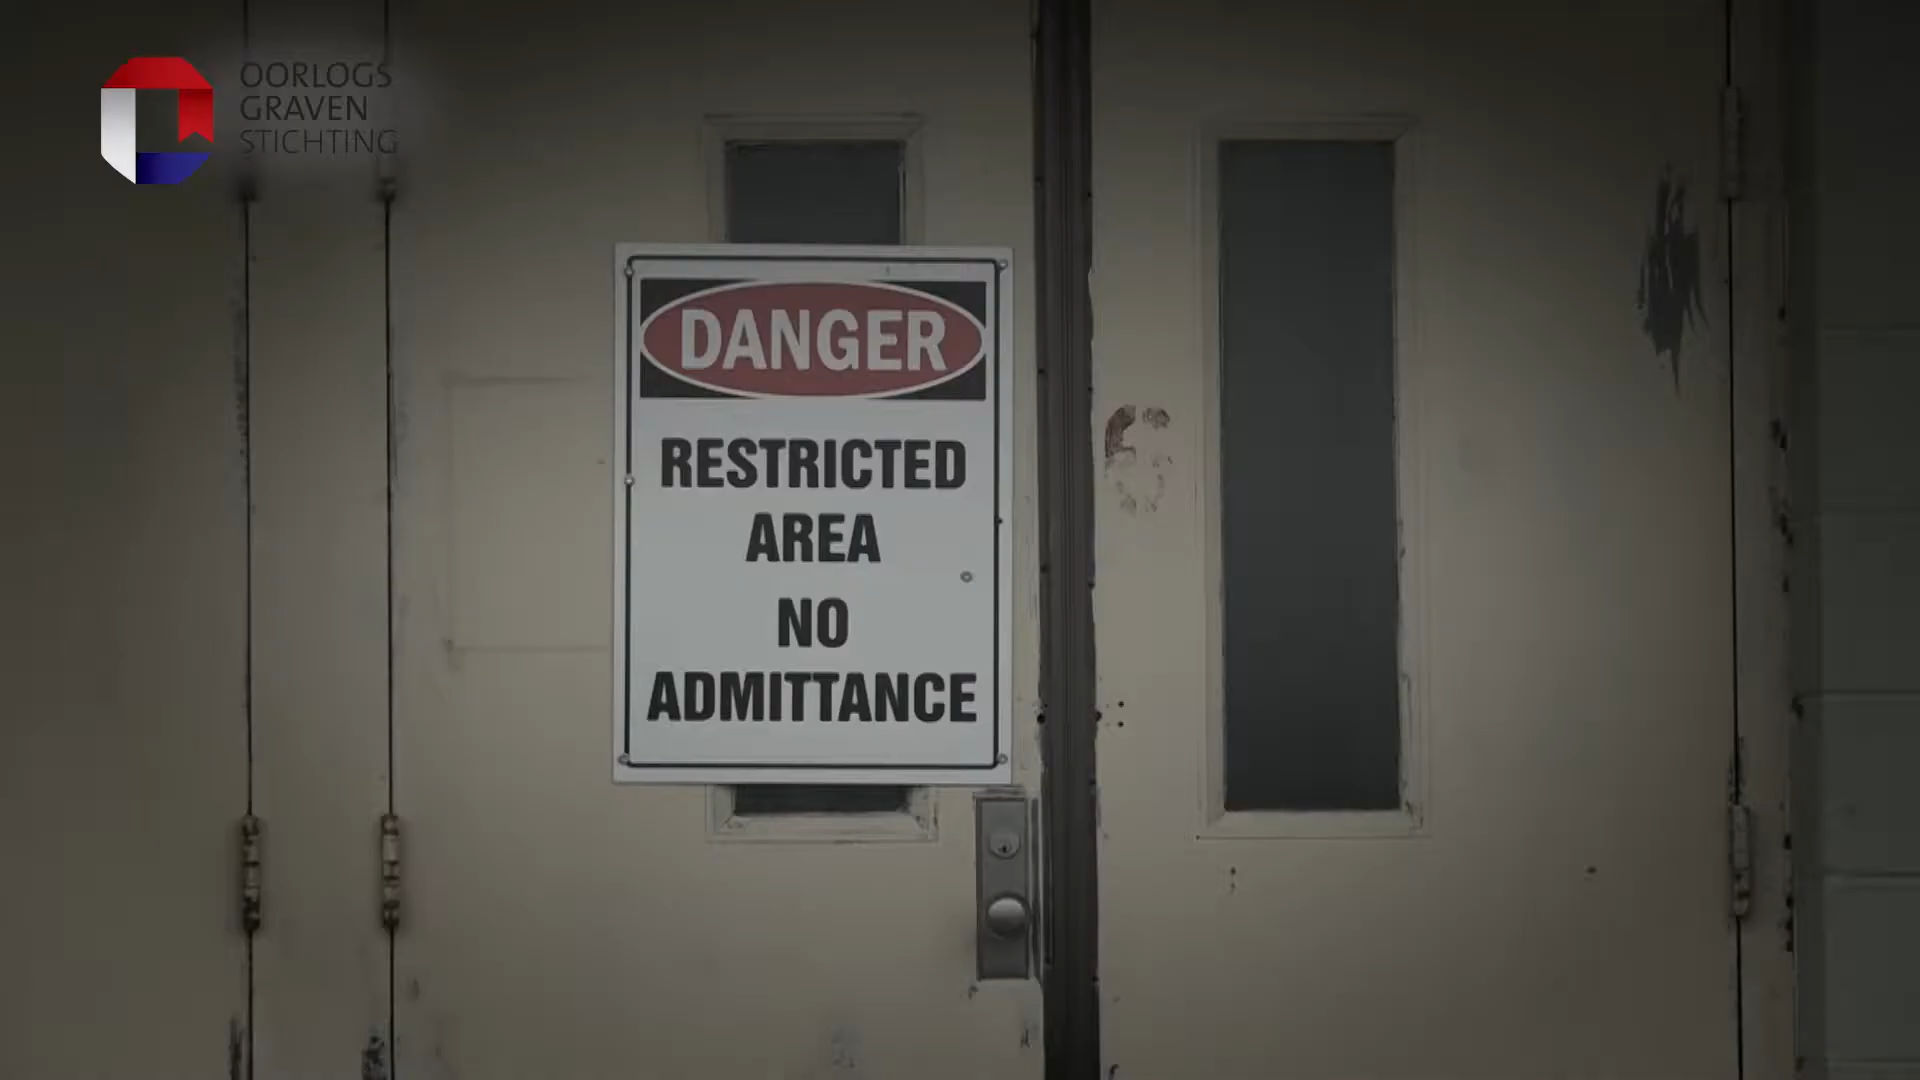 OORLOGS
GRAVEN
STICHTING
DANGER
RESTRICTED
AREA
NO
ADMITTANCE